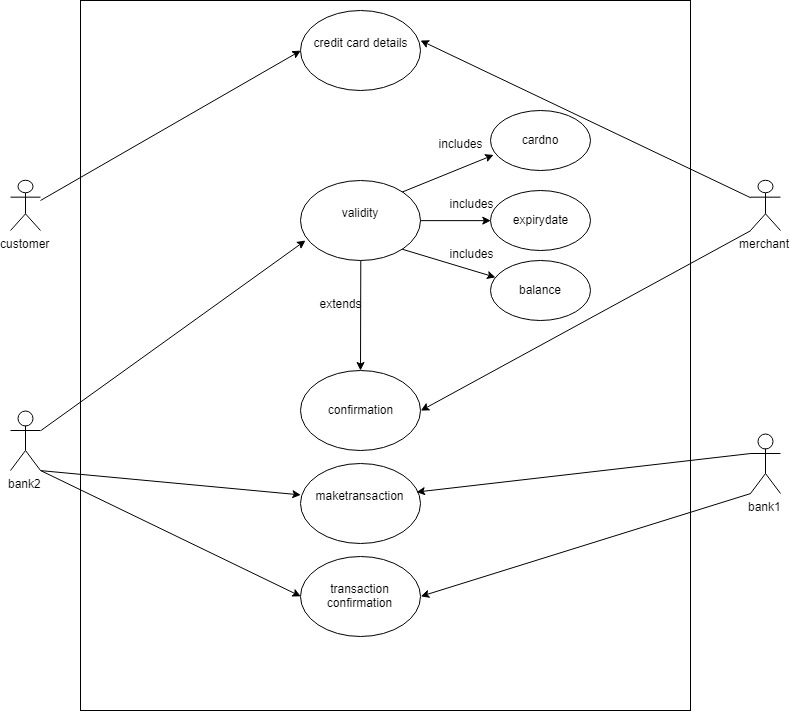 credit card details
includes
cardno
customer
validity
includes
expirydate
merchant
includes
balance
extends
confirmation
bank2
maketransaction
bank1
transaction
confirmation